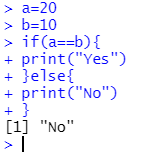 > a=20
> b=10
> if(a==b){
+ print("Yes")
+ }else{
+ print("No")
+ }
[1] "No"
>